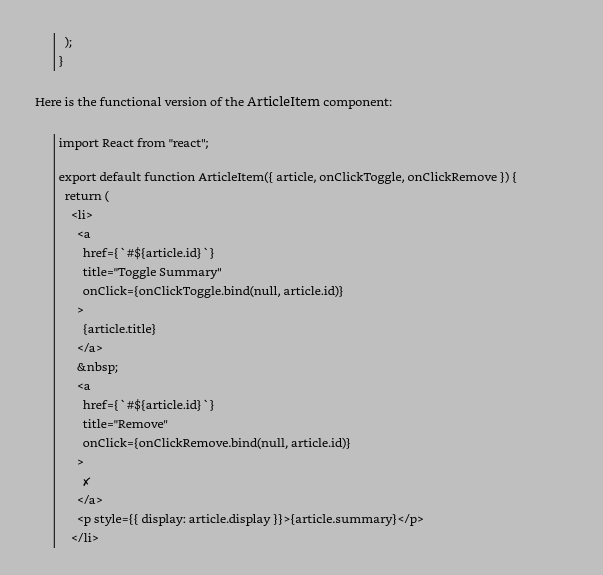 );
}
Here is the functional version of the ArticleItem component:
import React from "react";
export default function ArticleItem({ article, onClickToggle, onClickRemove }) {
return (
<li>
<a
href={`#${article.id}`}
title="Toggle Summary"
onClick={onClickToggle.bind(null, article.id)}
>
{article.title}
</a>
&nbsp;
<a
href={`#${article.id}`}
title="Remove"
onClick={onClickRemove.bind(null, article.id)}
>
✗
</a>
<p style={{ display: article.display }}>{article.summary}</p>
</li>